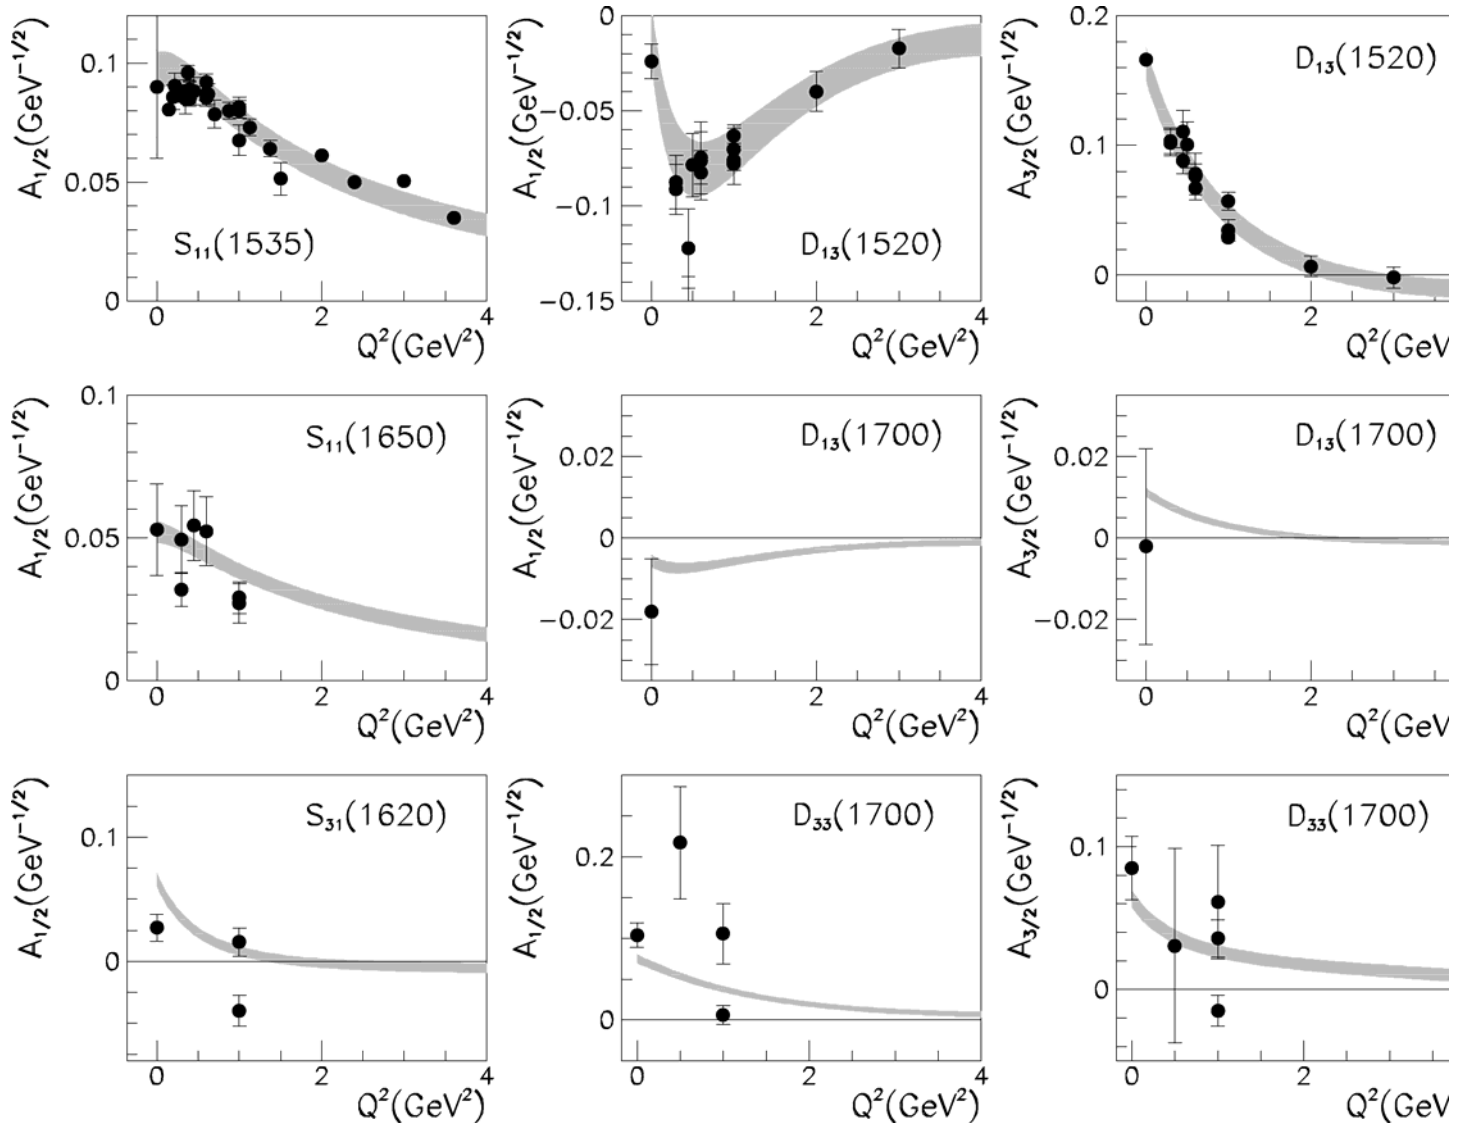 A₁/₂(GeV⁻¹/²)
0.1
0.05
0
S₁₁(1535)
0 2 4
Q²(GeV²)
A₁/₂(GeV⁻¹/²)
0
−0.05
−0.1
−0.15
D₁₃(1520)
0 2 4
Q²(GeV²)
A₃/₂(GeV⁻¹/²)
0.2
0.1
0
D₁₃(1520)
0 2
Q²(GeV
A₁/₂(GeV⁻¹/²)
0.1
0.05
0
S₁₁(1650)
0 2 4
Q²(GeV²)
A₁/₂(GeV⁻¹/²)
0.02
0
−0.02
D₁₃(1700)
0 2 4
Q²(GeV²)
A₃/₂(GeV⁻¹/²)
0.02
0
−0.02
D₁₃(1700)
0 2
Q²(GeV
A₁/₂(GeV⁻¹/²)
0.1
0
S₃₁(1620)
0 2 4
Q²(GeV²)
A₁/₂(GeV⁻¹/²)
0.2
0
D₃₃(1700)
0 2 4
Q²(GeV²)
A₃/₂(GeV⁻¹/²)
0.1
0
D₃₃(1700)
0 2
Q²(GeV